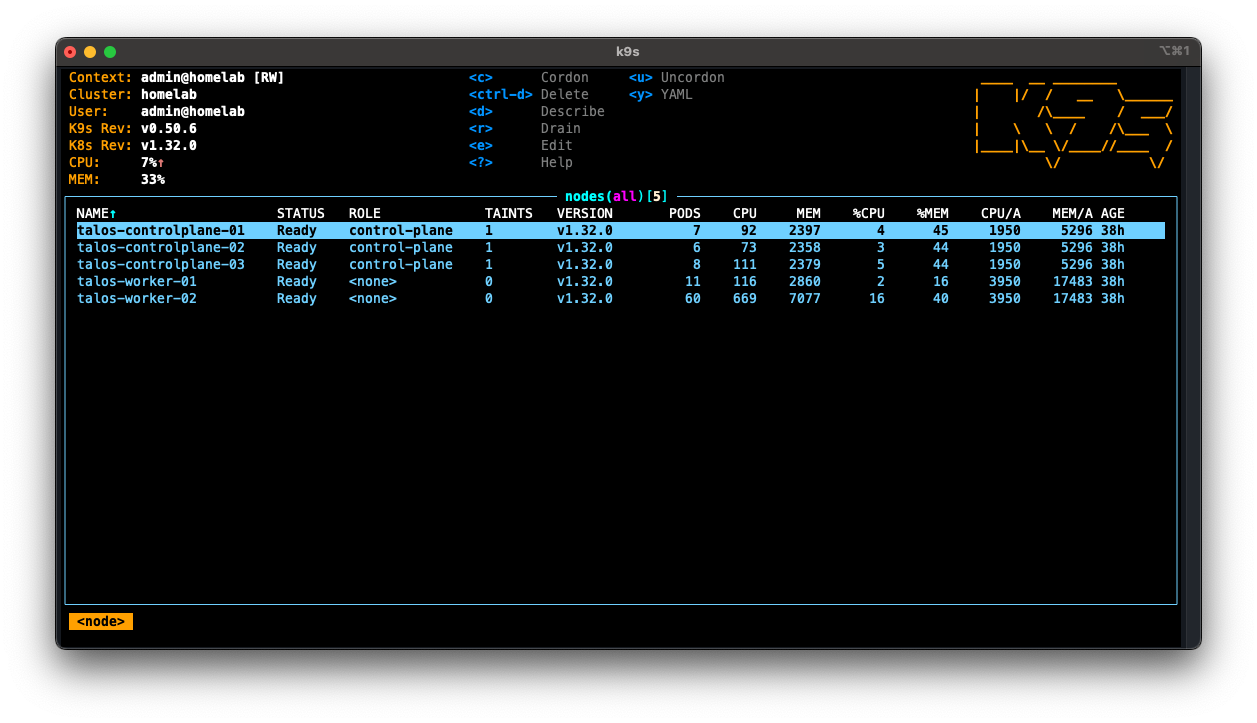 k9s ⌥⌘1
Context: admin@homelab [RW] <c> Cordon <u> Uncordon
Cluster: homelab <ctrl-d> Delete <y> YAML
User: admin@homelab <d> Describe
K9s Rev: v0.50.6 <r> Drain
K8s Rev: v1.32.0 <e> Edit
CPU: 7%↑ <?> Help
MEM: 33%
nodes(all)[5]
NAME↑ STATUS ROLE TAINTS VERSION PODS CPU MEM %CPU %MEM CPU/A MEM/A AGE
talos-controlplane-01 Ready control-plane 1 v1.32.0 7 92 2397 4 45 1950 5296 38h
talos-controlplane-02 Ready control-plane 1 v1.32.0 6 73 2358 3 44 1950 5296 38h
talos-controlplane-03 Ready control-plane 1 v1.32.0 8 111 2379 5 44 1950 5296 38h
talos-worker-01 Ready <none> 0 v1.32.0 11 116 2860 2 16 3950 17483 38h
talos-worker-02 Ready <none> 0 v1.32.0 60 669 7077 16 40 3950 17483 38h
<node>